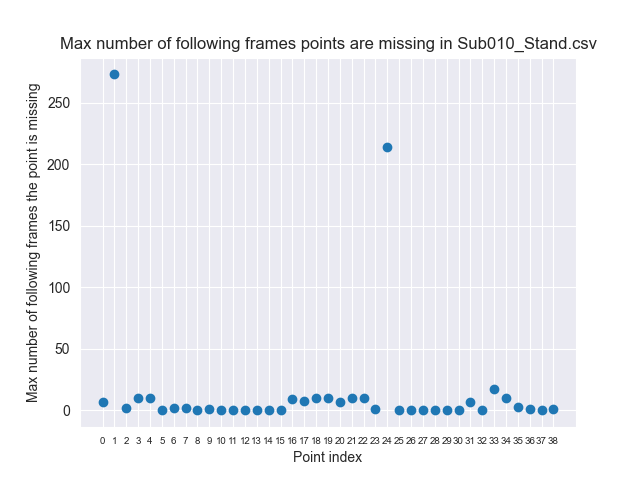 Max number of following frames points are missing in Sub010_Stand.csv
Max number of following frames the point is missing
250
200
150
100
50
0
0 1 2 3 4 5 6 7 8 9 10 11 12 13 14 15 16 17 18 19 20 21 22 23 24 25 26 27 28 29 30 31 32 33 34 35 36 37 38
Point index